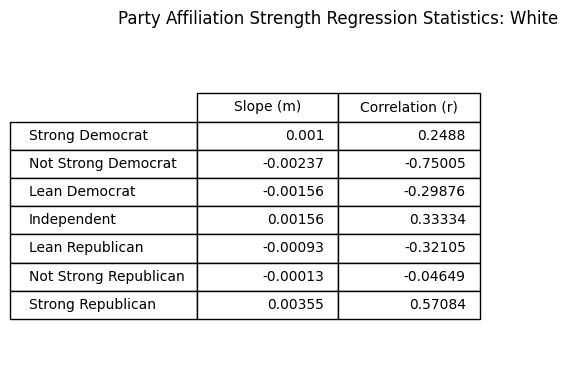 Party Affiliation Strength Regression Statistics: White
Slope (m) Correlation (r)
Strong Democrat 0.001 0.2488
Not Strong Democrat -0.00237 -0.75005
Lean Democrat -0.00156 -0.29876
Independent 0.00156 0.33334
Lean Republican -0.00093 -0.32105
Not Strong Republican -0.00013 -0.04649
Strong Republican 0.00355 0.57084